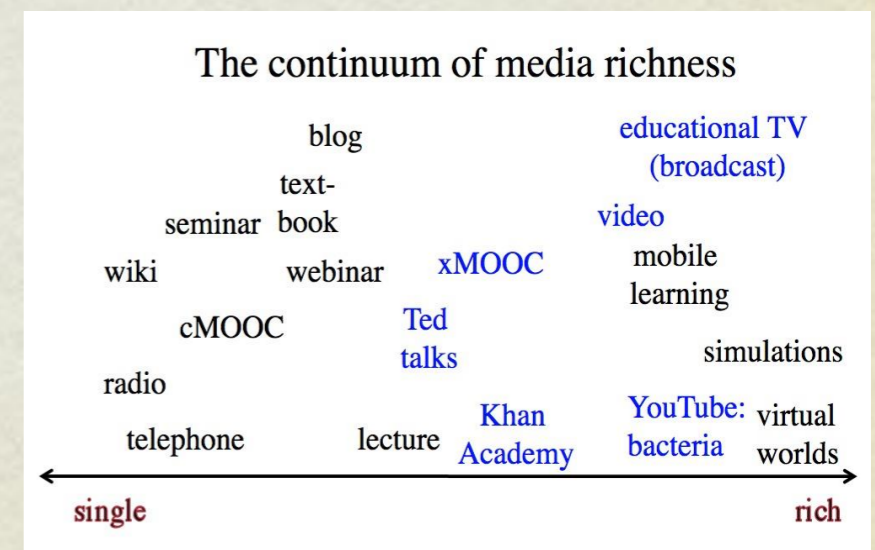 The continuum of media richness
blog
educational TV
(broadcast)
text-
book
seminar
video
wiki
webinar
xMOOC
mobile
learning
cMOOC
Ted
talks
simulations
radio
Khan
Academy
YouTube:
bacteria
virtual
worlds
telephone
lecture
single
rich